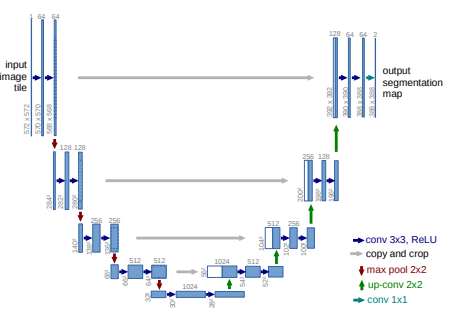 1 64 64
128 64 64 2
input
image
tile
output
segmentation
map
572 x 572
570 x 570
568 x 568
392 x 392
390 x 390
388 x 388
388 x 388
128 128
256 128
284²
282²
280²
200²
198²
196²
256 256
512 256
140²
138²
136²
104²
102²
100²
512 512
1024 512
68²
66²
64²
56²
54²
52²
1024
32²
30²
28²
conv 3x3, ReLU
copy and crop
max pool 2x2
up-conv 2x2
conv 1x1